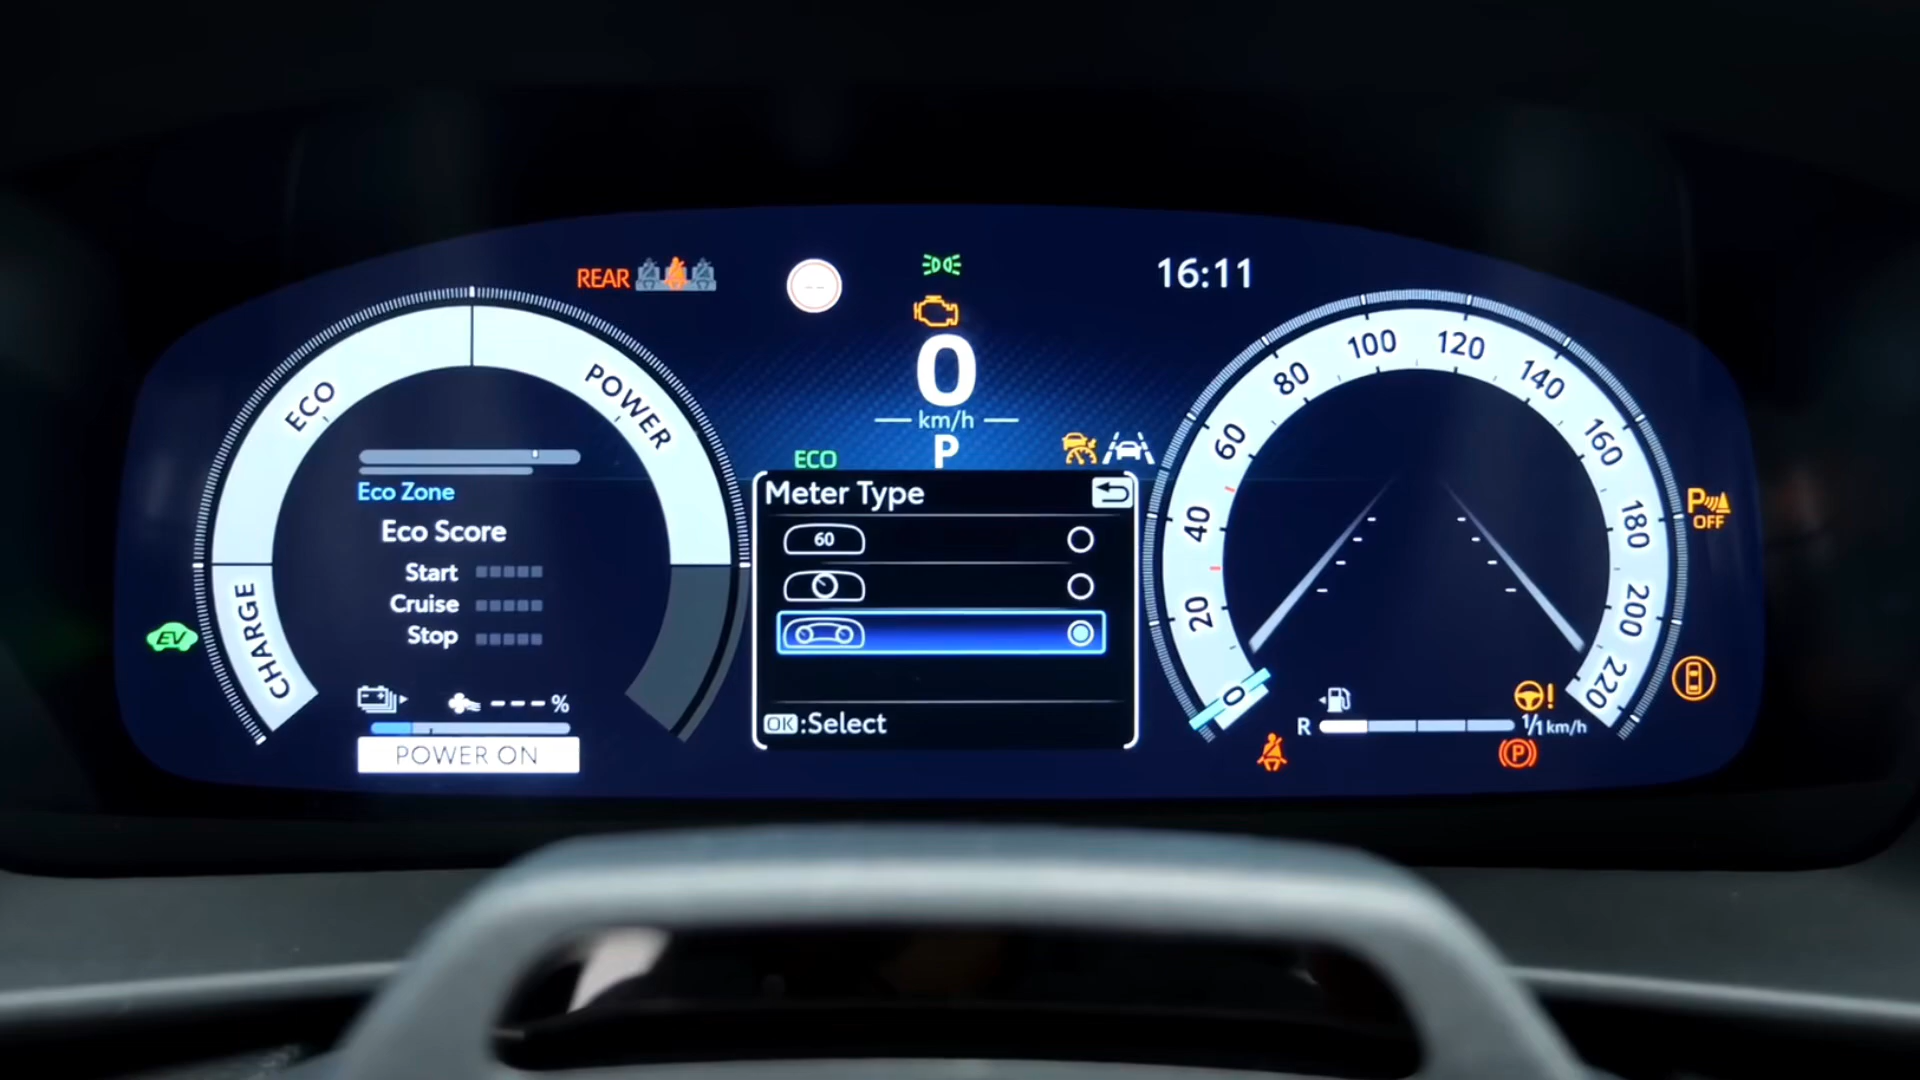 REAR
--
16:11
0
km/h
P
ECO
ECO
POWER
CHARGE
Eco Zone
Eco Score
Start
Cruise
Stop
EV
---%
POWER ON
Meter Type
60
OK:Select
0
20
40
60
80
100
120
140
160
180
200
220
P
OFF
R
1/1 km/h
!
P